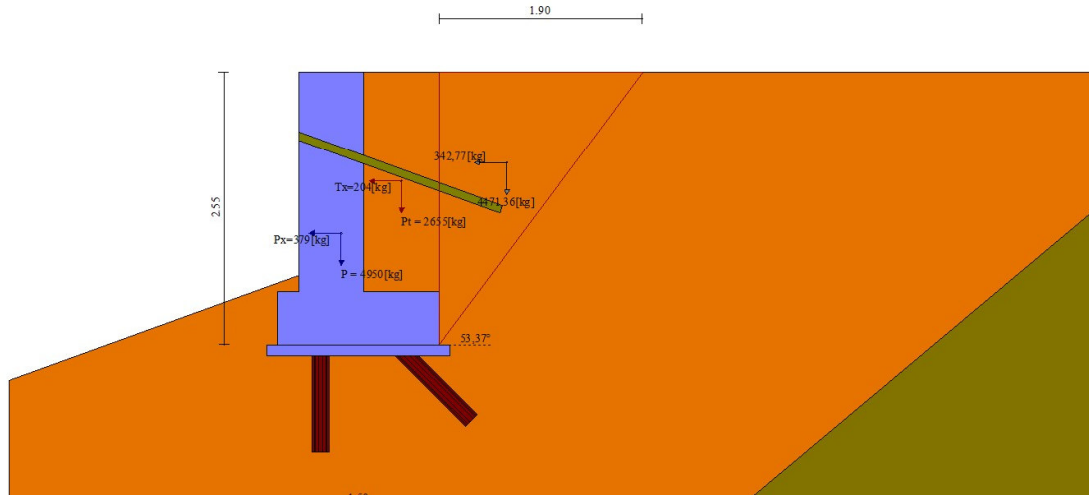 1.90
342,77[kg]
2.55
Tx=204[kg]
4471,36[kg]
Pt = 2655[kg]
Px=379[kg]
P = 4950[kg]
53,37°